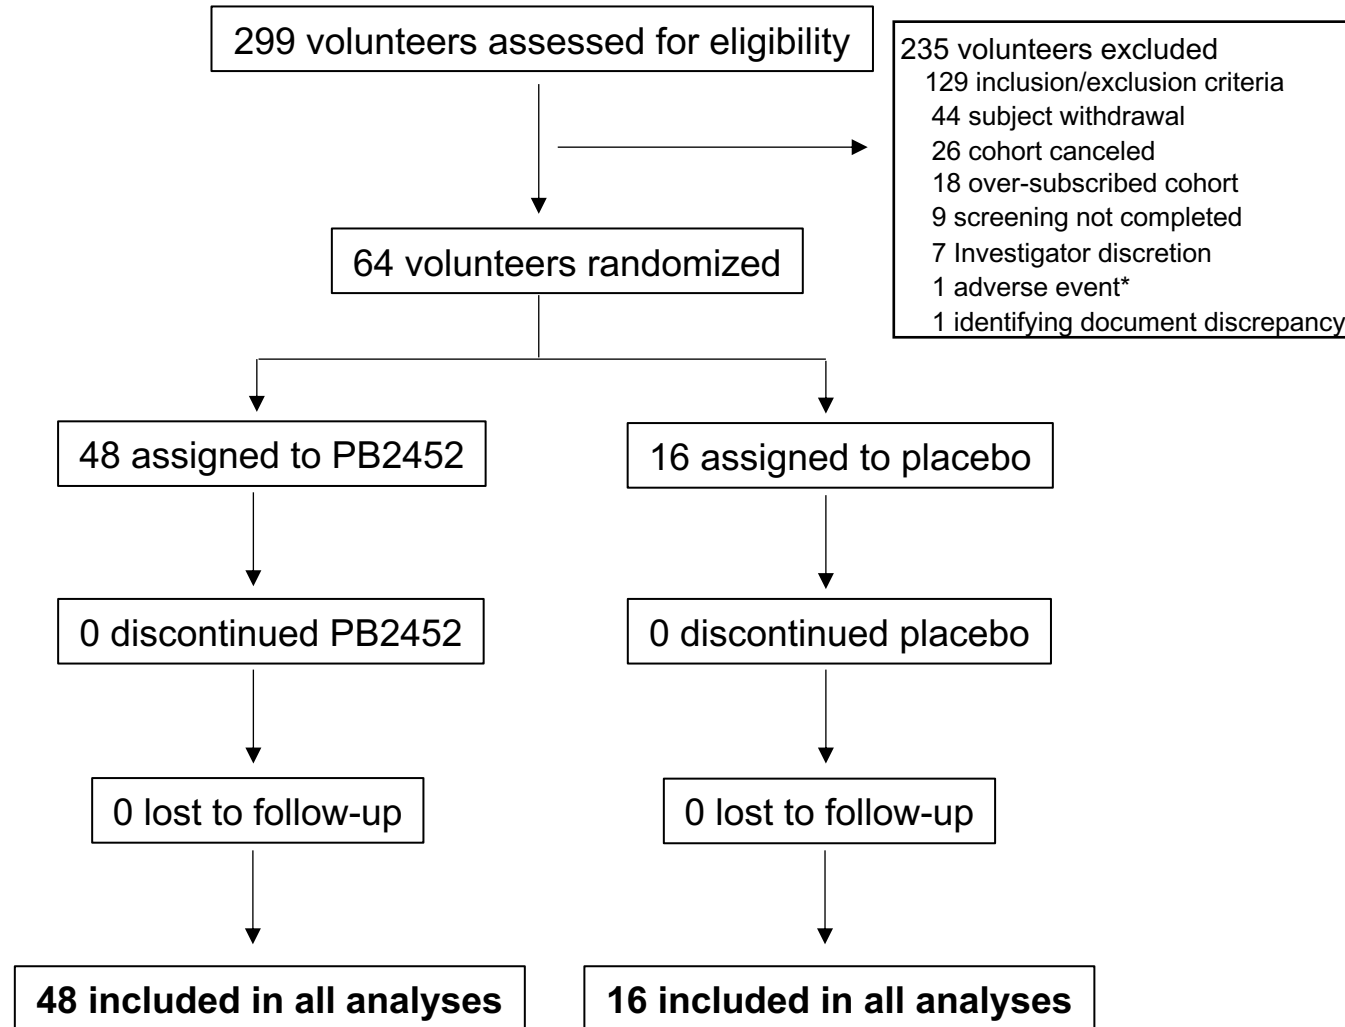 299 volunteers assessed for eligibility
235 volunteers excluded
129 inclusion/exclusion criteria
44 subject withdrawal
26 cohort canceled
18 over-subscribed cohort
9 screening not completed
7 Investigator discretion
1 adverse event*
1 identifying document discrepancy
64 volunteers randomized
48 assigned to PB2452
16 assigned to placebo
0 discontinued PB2452
0 discontinued placebo
0 lost to follow-up
0 lost to follow-up
48 included in all analyses
16 included in all analyses